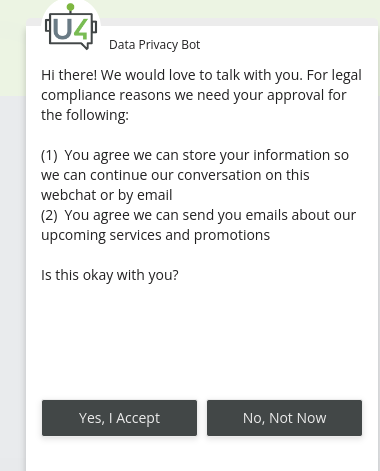 U4
Data Privacy Bot
Hi there! We would love to talk with you. For legal
compliance reasons we need your approval for
the following:
(1) You agree we can store your information so
we can continue our conversation on this
webchat or by email
(2) You agree we can send you emails about our
upcoming services and promotions
Is this okay with you?
Yes, I Accept
No, Not Now